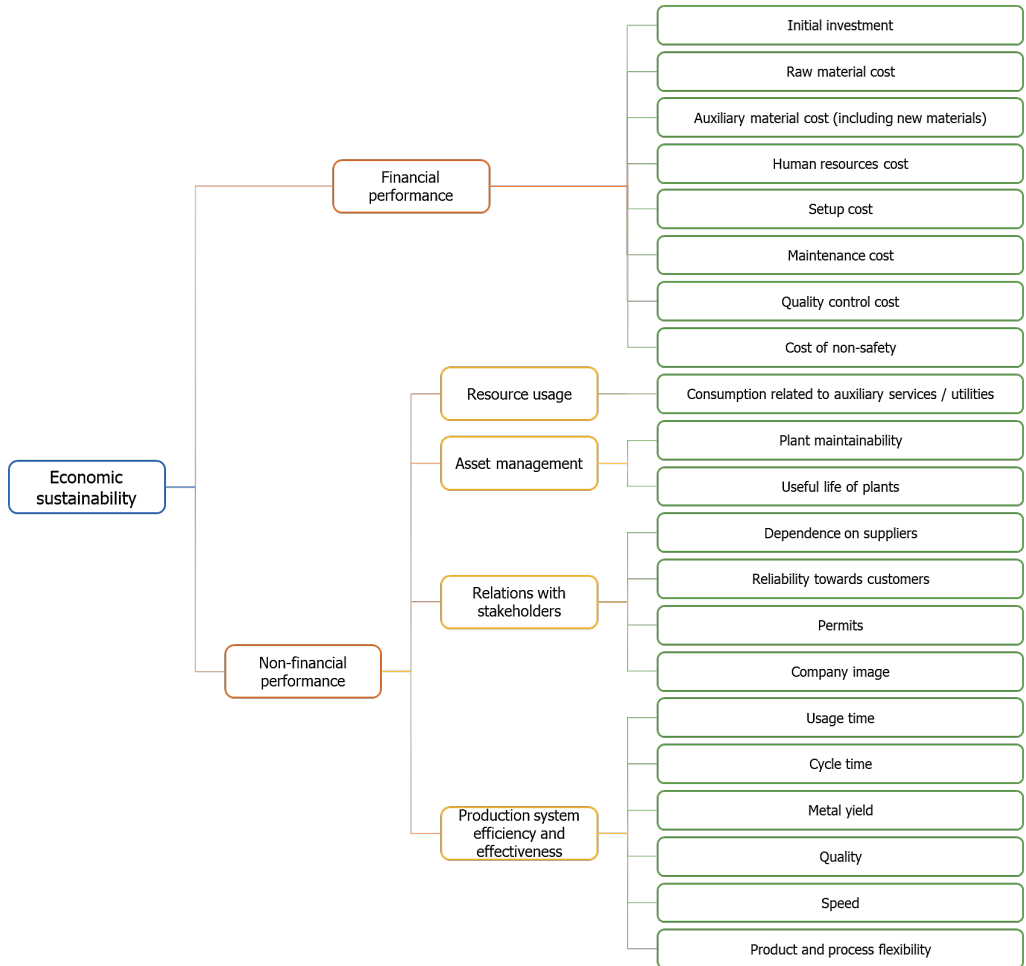 Initial investment
Raw material cost
Auxiliary material cost (including new materials)
Human resources cost
Setup cost
Maintenance cost
Quality control cost
Cost of non-safety
Financial
performance
Resource usage
Consumption related to auxiliary services / utilities
Asset management
Plant maintainability
Useful life of plants
Economic
sustainability
Relations with
stakeholders
Dependence on suppliers
Reliability towards customers
Permits
Company image
Non-financial
performance
Production system
efficiency and
effectiveness
Usage time
Cycle time
Metal yield
Quality
Speed
Product and process flexibility